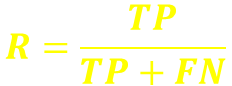 R = TP / (TP + FN)